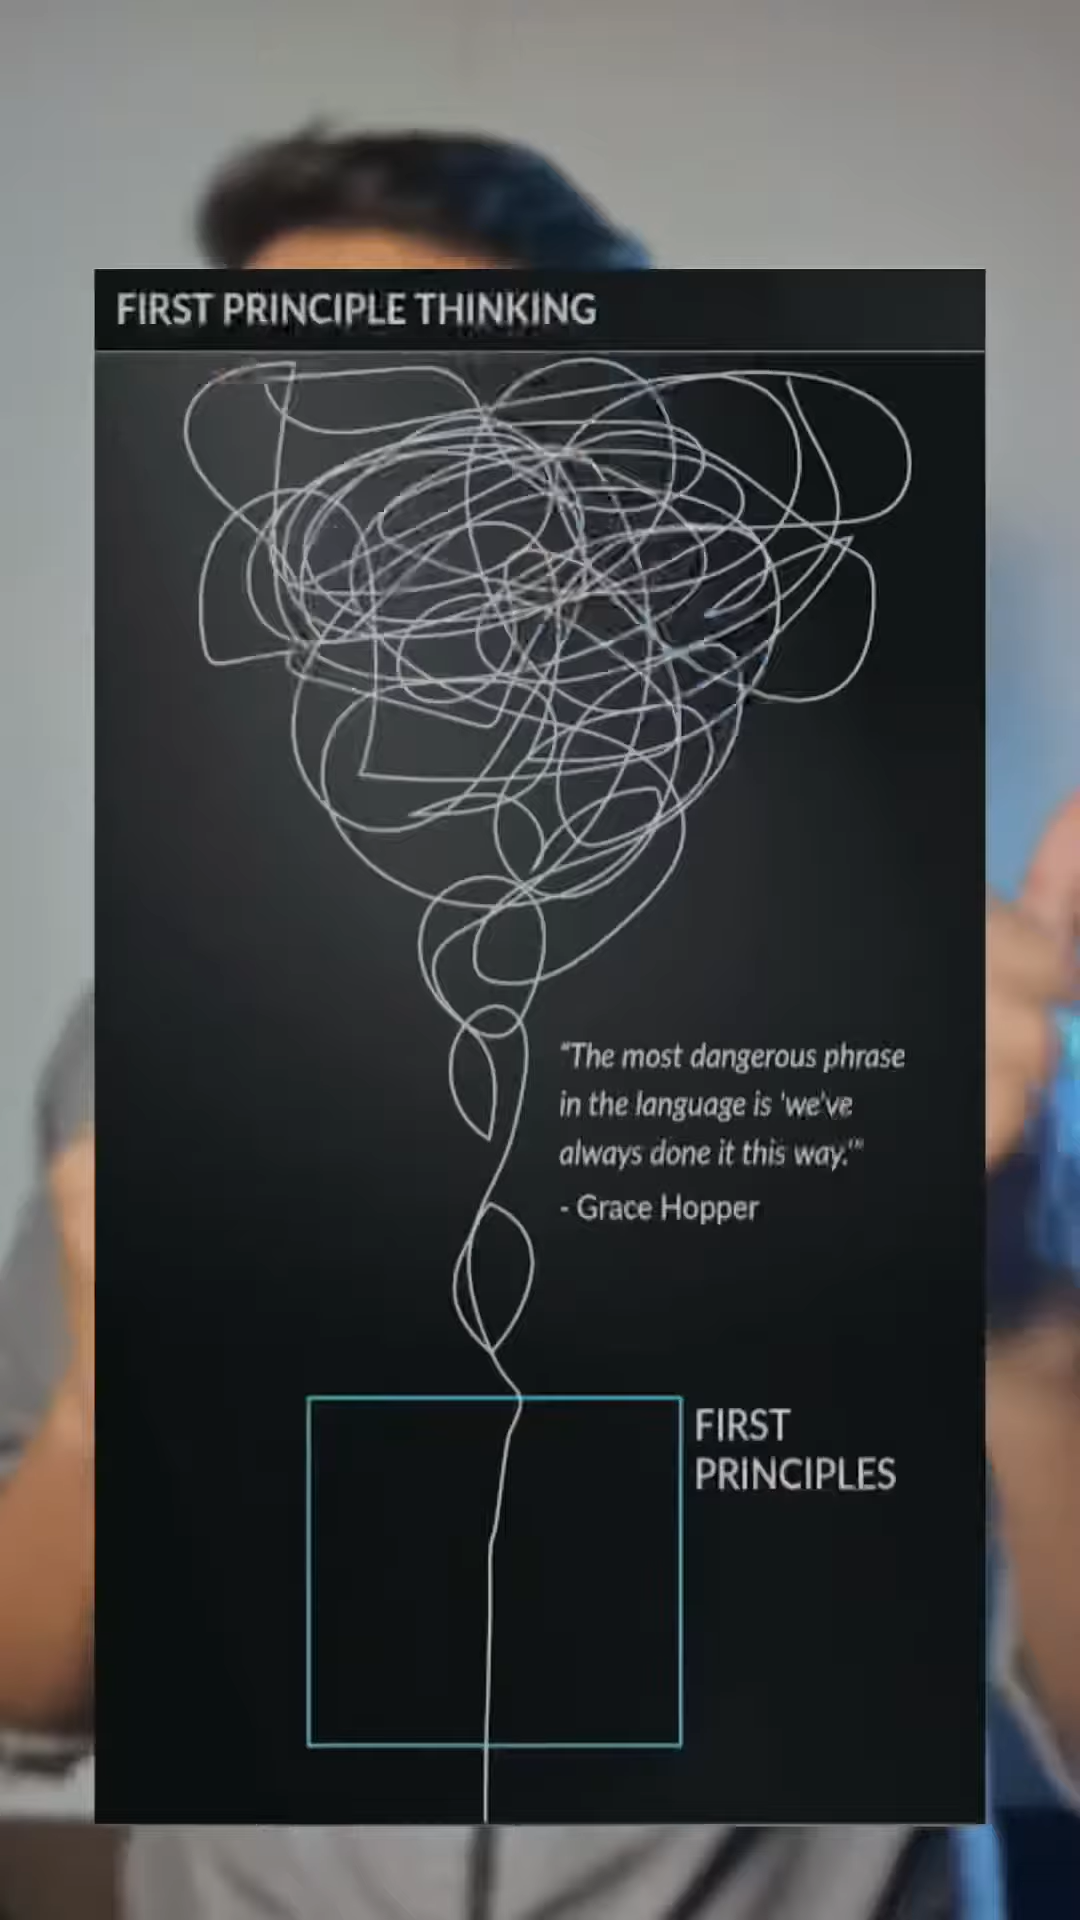 FIRST PRINCIPLE THINKING
“The most dangerous phrase
in the language is 'we've
always done it this way.'”
- Grace Hopper
FIRST
PRINCIPLES